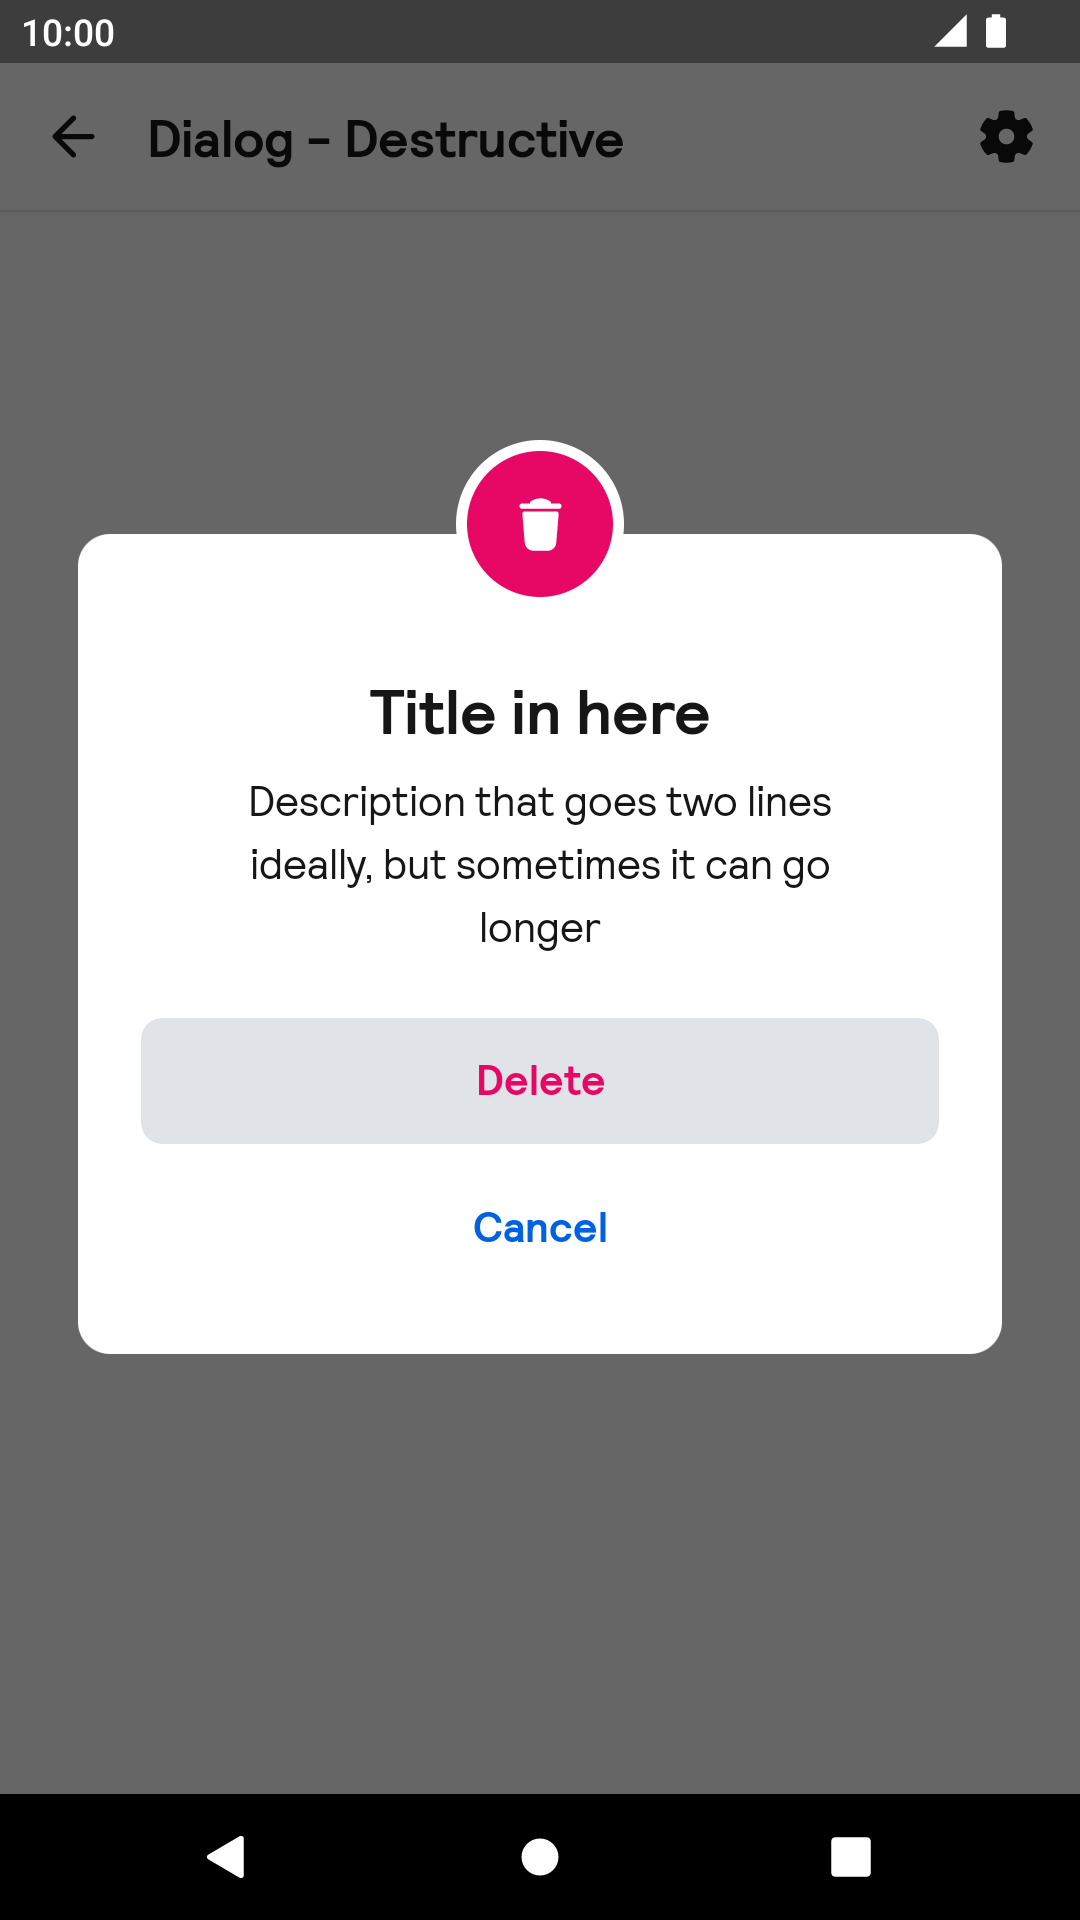 10:00
Dialog - Destructive
Title in here
Description that goes two lines
ideally, but sometimes it can go
longer
Delete
Cancel